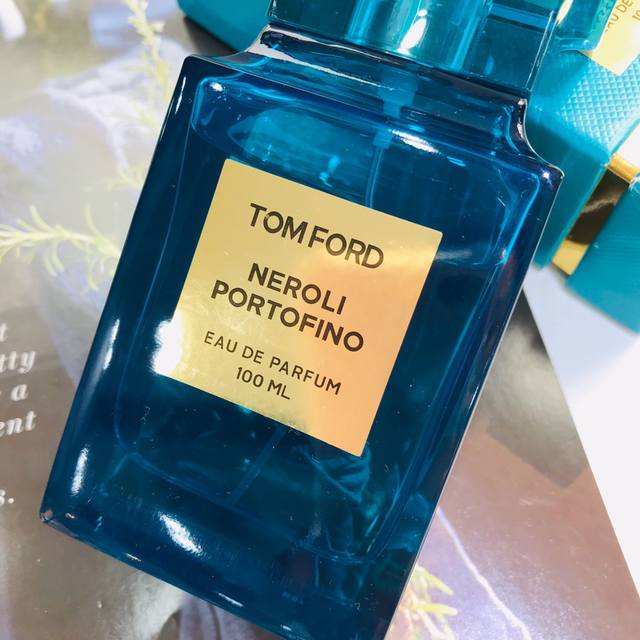 TOM FORD
NEROLI
PORTOFINO
EAU DE PARFUM
100 ML
a